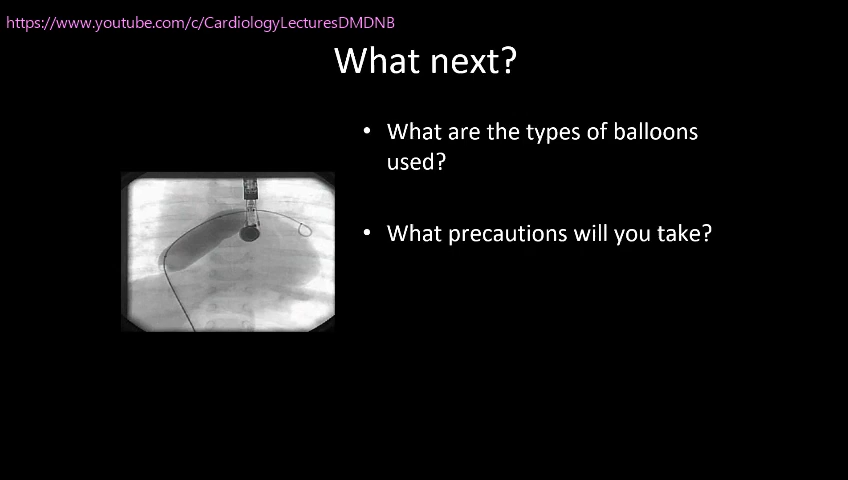 https://www.youtube.com/c/CardiologyLecturesDMDNB
What next?
• What are the types of balloons
used?
• What precautions will you take?